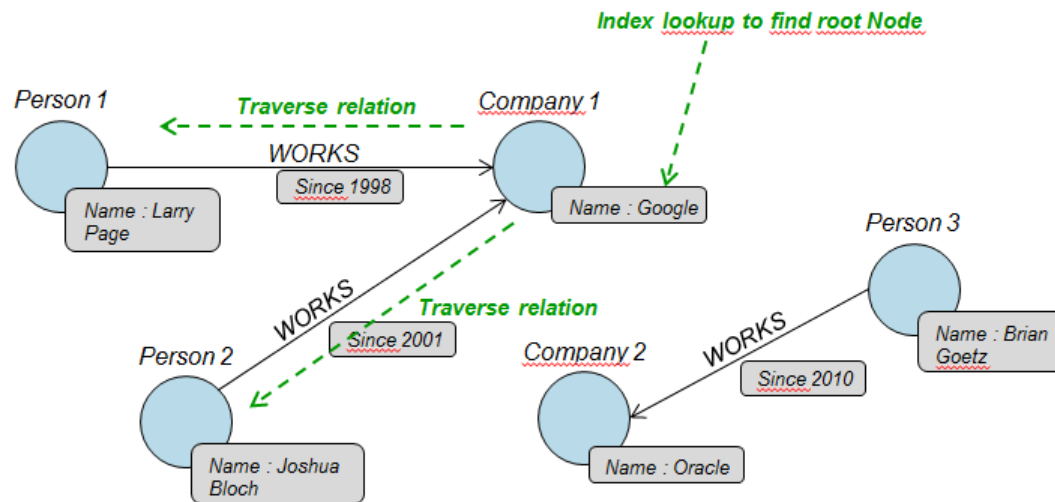 Index lookup to find root Node
Person 1
Traverse relation
Company 1
WORKS
Since 1998
Name : Larry
Page
Name : Google
Person 3
WORKS
Traverse relation
Since 2001
Person 2
Company 2
WORKS
Since 2010
Name : Brian
Goetz
Name : Joshua
Bloch
Name : Oracle